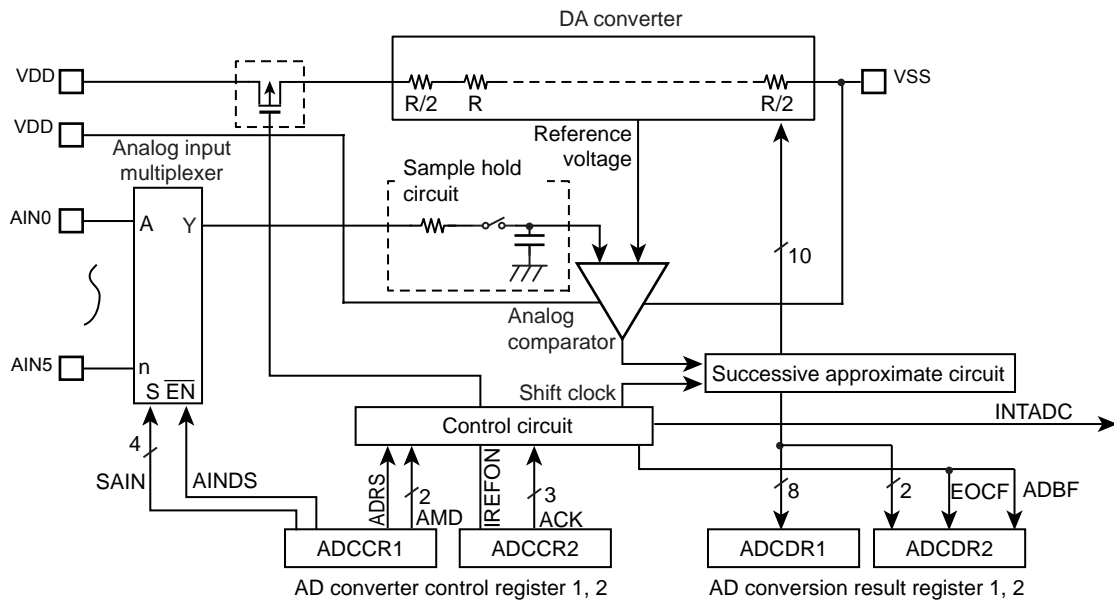 DA converter
VDD
R/2
R
R/2
VSS
VDD
Reference
voltage
Analog input
multiplexer
Sample hold
circuit
AIN0
A
Y
10
Analog
comparator
AIN5
n
S
EN
Successive approximate circuit
Shift clock
INTADC
Control circuit
4
SAIN
AINDS
ADRS
2
AMD
IREFON
3
ACK
8
2
EOCF
ADBF
ADCCR1
ADCCR2
ADCDR1
ADCDR2
AD converter control register 1, 2
AD conversion result register 1, 2